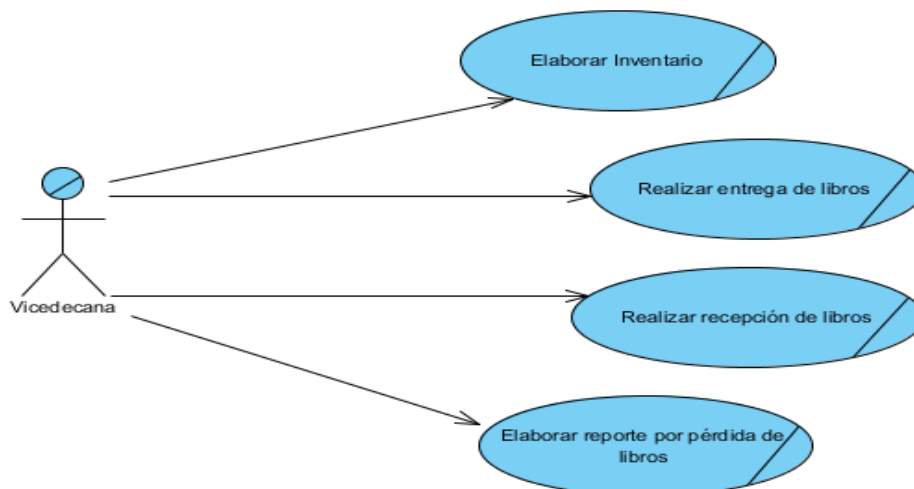 Elaborar Inventario
Realizar entrega de libros
Vicedecana
Realizar recepción de libros
Elaborar reporte por pérdida de
libros